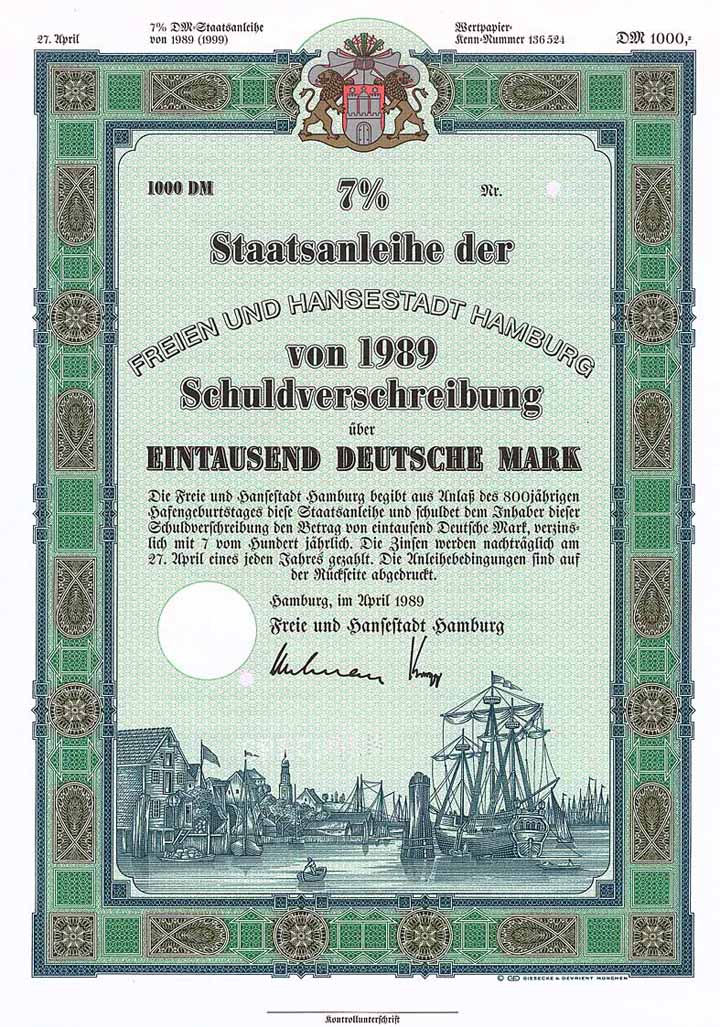 27. April
7% DM-Staatsanleihe
von 1989 (1999)
Wertpapier-
Kenn-Nummer 136 524
DM 1000,-
1000 DM
7%
Nr.
Staatsanleihe der
FREIEN UND HANSESTADT HAMBURG
von 1989
Schuldverschreibung
über
EINTAUSEND DEUTSCHE MARK
Die Freie und Hansestadt Hamburg begibt aus Anlaß des 800jährigen
Hafengeburtstages diese Staatsanleihe und schuldet dem Inhaber dieser
Schuldverschreibung den Betrag von eintausend Deutsche Mark, verzins-
lich mit 7 vom Hundert jährlich. Die Zinsen werden nachträglich am
27. April eines jeden Jahres gezahlt. Die Anleihebedingungen sind auf
der Rückseite abgedruckt.
Hamburg, im April 1989
Freie und Hansestadt Hamburg
© GD GIESECKE & DEVRIENT MÜNCHEN
Kontrollunterschrift